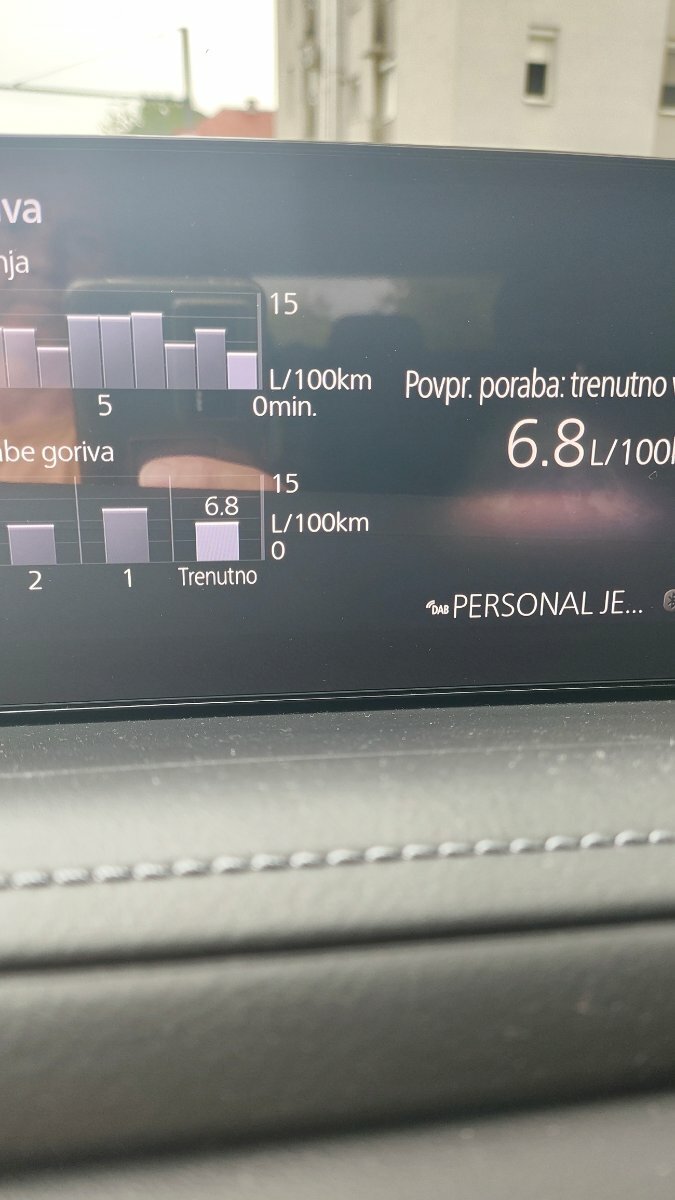 va
nja
15
L/100km
5
0min.
Povpr. poraba: trenutno
6.8 L/100
abe goriva
15
6.8
L/100km
0
2
1
Trenutno
DAB PERSONAL JE...